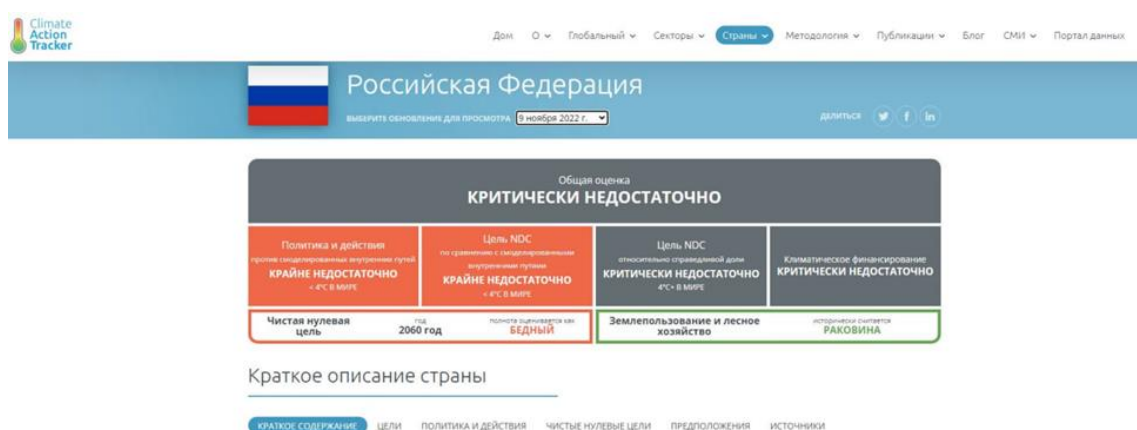 Climate
Action
Tracker
Дом О Глобальный Секторы Страны Методология Публикации Блог СМИ Портал данных
Российская Федерация
ВЫБЕРИТЕ ОБНОВЛЕНИЕ ДЛЯ ПРОСМОТРА 9 ноября 2022 г.
ДЕЛИТЬСЯ f in
Общая оценка
КРИТИЧЕСКИ НЕДОСТАТОЧНО
Политика и действия
против смоделированных внутренних путей
КРАЙНЕ НЕДОСТАТОЧНО
< 4°C В МИРЕ
Цель NDC
по сравнению с смоделированными
внутренними путями
КРАЙНЕ НЕДОСТАТОЧНО
< 4°C В МИРЕ
Цель NDC
относительно справедливой доли
КРИТИЧЕСКИ НЕДОСТАТОЧНО
4°C+ В МИРЕ
Климатическое финансирование
КРИТИЧЕСКИ НЕДОСТАТОЧНО
Чистая нулевая
цель
год
2060 год
полнота оценивается как
БЕДНЫЙ
Землепользование и лесное
хозяйство
исторически считается
РАКОВИНА
Краткое описание страны
КРАТКОЕ СОДЕРЖАНИЕ ЦЕЛИ ПОЛИТИКА И ДЕЙСТВИЯ ЧИСТЫЕ НУЛЕВЫЕ ЦЕЛИ ПРЕДПОЛОЖЕНИЯ ИСТОЧНИКИ